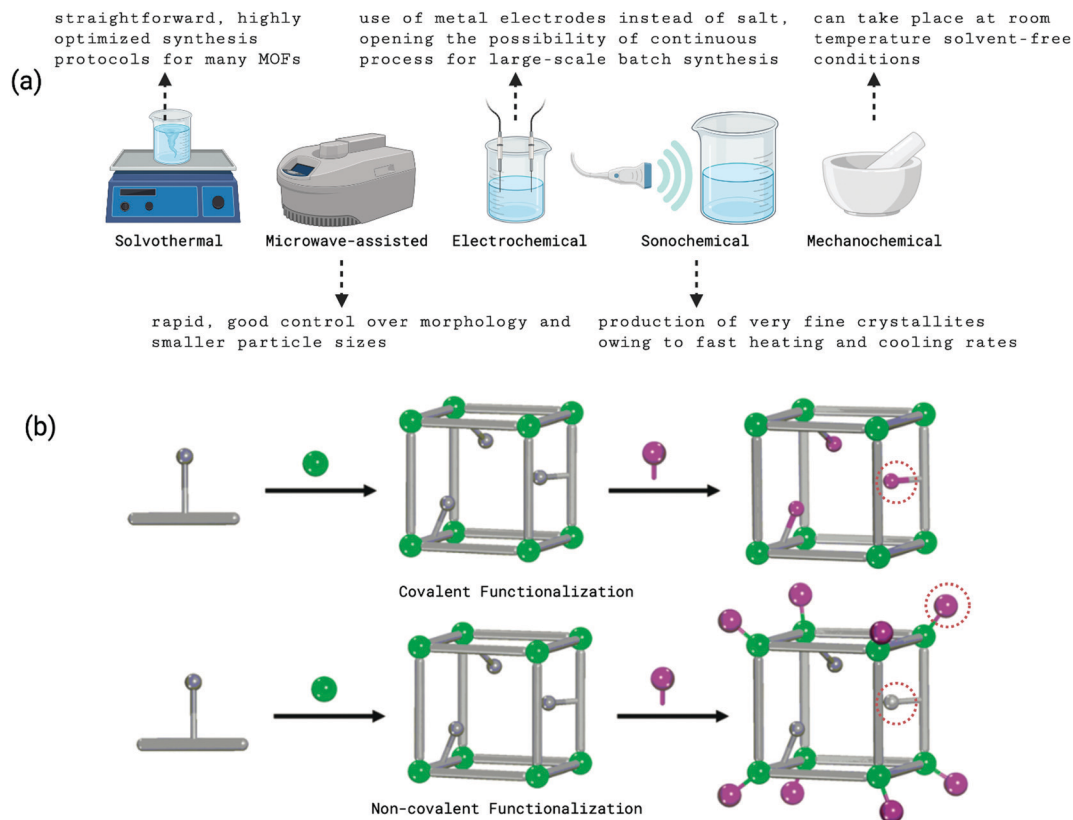 straightforward, highly
optimized synthesis
protocols for many MOFs
use of metal electrodes instead of salt,
opening the possibility of continuous
process for large-scale batch synthesis
can take place at room
temperature solvent-free
conditions
(a)
Solvothermal
Microwave-assisted
Electrochemical
Sonochemical
Mechanochemical
rapid, good control over morphology and
smaller particle sizes
production of very fine crystallites
owing to fast heating and cooling rates
(b)
Covalent Functionalization
Non-covalent Functionalization